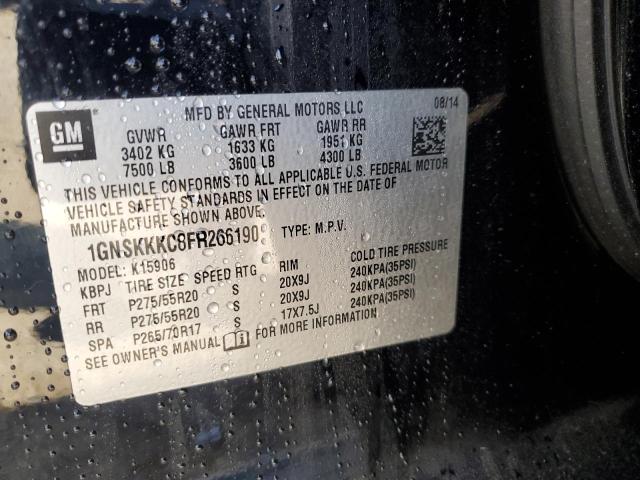 GM
MFD BY GENERAL MOTORS LLC 08/14
GVWR GAWR FRT GAWR RR
3402 KG 1633 KG 1951 KG
7500 LB 3600 LB 4300 LB
THIS VEHICLE CONFORMS TO ALL APPLICABLE U.S. FEDERAL MOTOR
VEHICLE SAFETY STANDARDS IN EFFECT ON THE DATE OF
MANUFACTURE SHOWN ABOVE.
1GNSKKKC8FR266190 TYPE: M.P.V.
MODEL: K15906
KBPJ TIRE SIZE SPEED RTG RIM COLD TIRE PRESSURE
FRT P275/55R20 S 20X9J 240KPA(35PSI)
RR P275/55R20 S 20X9J 240KPA(35PSI)
SPA P265/70R17 S 17X7.5J 240KPA(35PSI)
SEE OWNER'S MANUAL FOR MORE INFORMATION